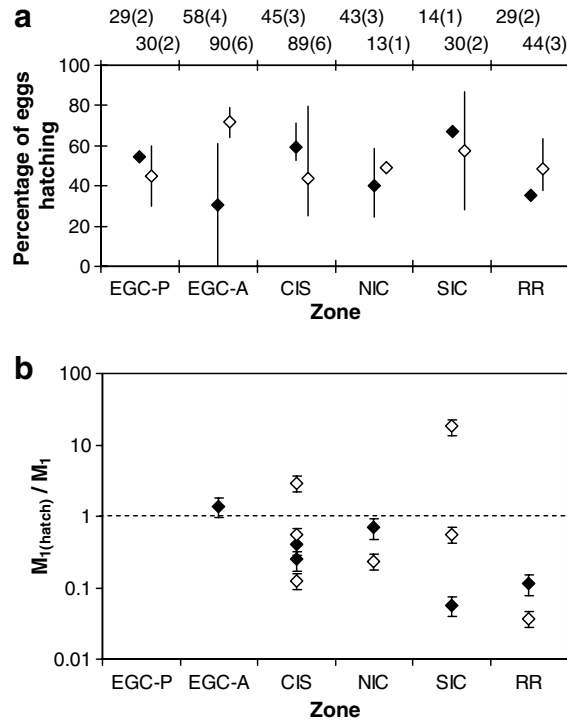 a
29(2) 58(4) 45(3) 43(3) 14(1) 29(2)
30(2) 90(6) 89(6) 13(1) 30(2) 44(3)
100
80
60
40
20
0
Percentage of eggs
hatching
EGC-P EGC-A CIS NIC SIC RR
Zone
b
100
10
1
0.1
0.01
M1(hatch) / M1
EGC-P EGC-A CIS NIC SIC RR
Zone